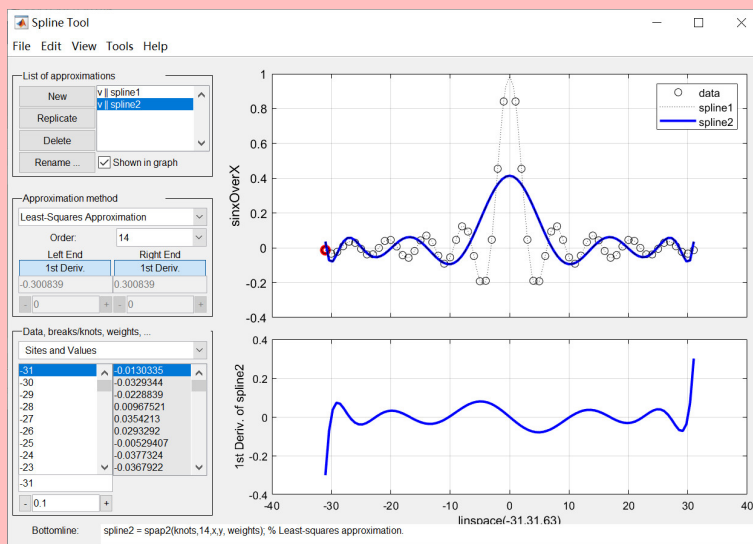 Spline Tool
File Edit View Tools Help
List of approximations
New
Replicate
Delete
Rename ...
v || spline1
v || spline2
Shown in graph
Approximation method
Least-Squares Approximation
Order: 14
Left End Right End
1st Deriv. 1st Deriv.
-0.300839 0.300839
- 0 + - 0 +
Data, breaks/knots, weights, ...
Sites and Values
-31 -0.0130335
-30 -0.0329344
-29 -0.0228839
-28 0.00967521
-27 0.0354213
-26 0.0293292
-25 -0.00529407
-24 -0.0377324
-23 -0.0367922
-31
- 0.1 +
1
0.8
0.6
0.4
0.2
0
-0.2
-0.4
sinxOverX
data
spline1
spline2
0.4
0.2
0
-0.2
-0.4
1st Deriv. of spline2
-40 -30 -20 -10 0 10 20 30 40
linspace(-31,31,63)
Bottomline: spline2 = spap2(knots,14,x,y, weights); % Least-squares approximation.